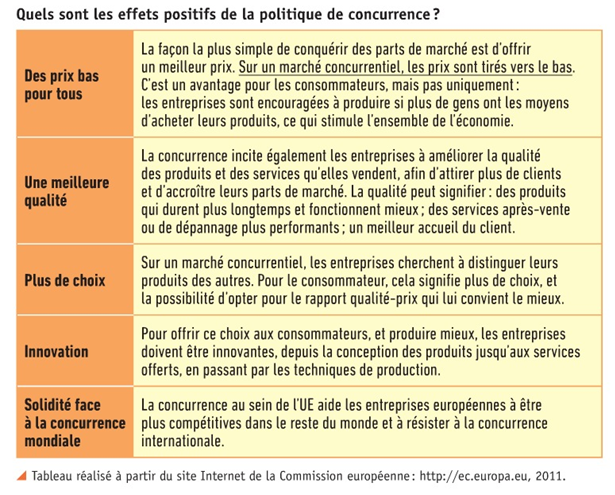 Quels sont les effets positifs de la politique de concurrence ?
Des prix bas
pour tous
La façon la plus simple de conquérir des parts de marché est d'offrir
un meilleur prix. Sur un marché concurrentiel, les prix sont tirés vers le bas.
C'est un avantage pour les consommateurs, mais pas uniquement :
les entreprises sont encouragées à produire si plus de gens ont les moyens
d'acheter leurs produits, ce qui stimule l'ensemble de l'économie.
Une meilleure
qualité
La concurrence incite également les entreprises à améliorer la qualité
des produits et des services qu'elles vendent, afin d'attirer plus de clients
et d'accroître leurs parts de marché. La qualité peut signifier : des produits
qui durent plus longtemps et fonctionnent mieux ; des services après-vente
ou de dépannage plus performants ; un meilleur accueil du client.
Plus de choix
Sur un marché concurrentiel, les entreprises cherchent à distinguer leurs
produits des autres. Pour le consommateur, cela signifie plus de choix, et
la possibilité d'opter pour le rapport qualité-prix qui lui convient le mieux.
Innovation
Pour offrir ce choix aux consommateurs, et produire mieux, les entreprises
doivent être innovantes, depuis la conception des produits jusqu'aux services
offerts, en passant par les techniques de production.
Solidité face
à la concurrence
mondiale
La concurrence au sein de l'UE aide les entreprises européennes à être
plus compétitives dans le reste du monde et à résister à la concurrence
internationale.
Tableau réalisé à partir du site Internet de la Commission européenne : http://ec.europa.eu, 2011.